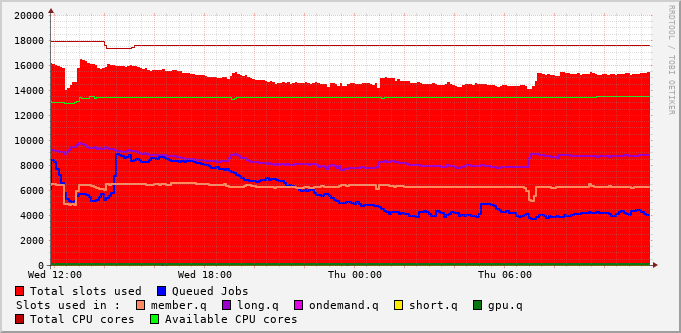 20000
18000
16000
14000
12000
10000
8000
6000
4000
2000
0
Wed 12:00 Wed 18:00 Thu 00:00 Thu 06:00
Total slots used Queued Jobs
Slots used in : member.q long.q ondemand.q short.q gpu.q
Total CPU cores Available CPU cores
RRDTOOL / TOBI OETIKER